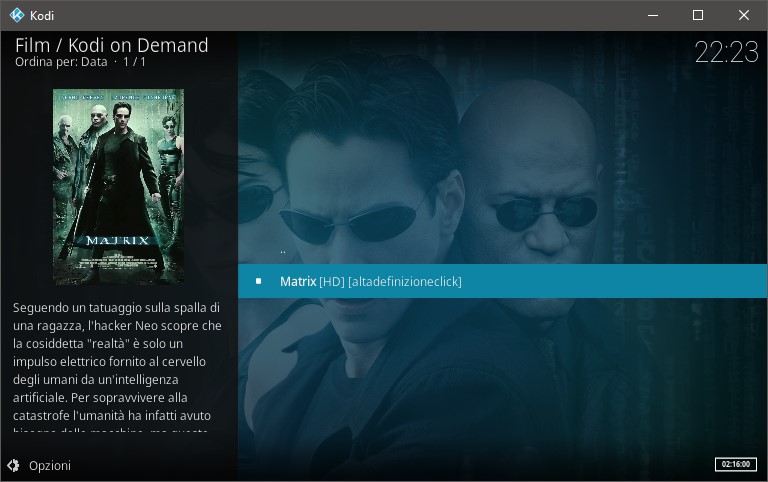 Kodi
Film / Kodi on Demand
Ordina per: Data · 1 / 1
22:23
MATRIX
..
Matrix [HD] [altadefinizioneclick]
Seguendo un tatuaggio sulla spalla di
una ragazza, l'hacker Neo scopre che
la cosiddetta "realtà" è solo un
impulso elettrico fornito al cervello
degli umani da un'intelligenza
artificiale. Per sopravvivere alla
catastrofe l'umanità ha infatti avuto
Opzioni
02:16:00